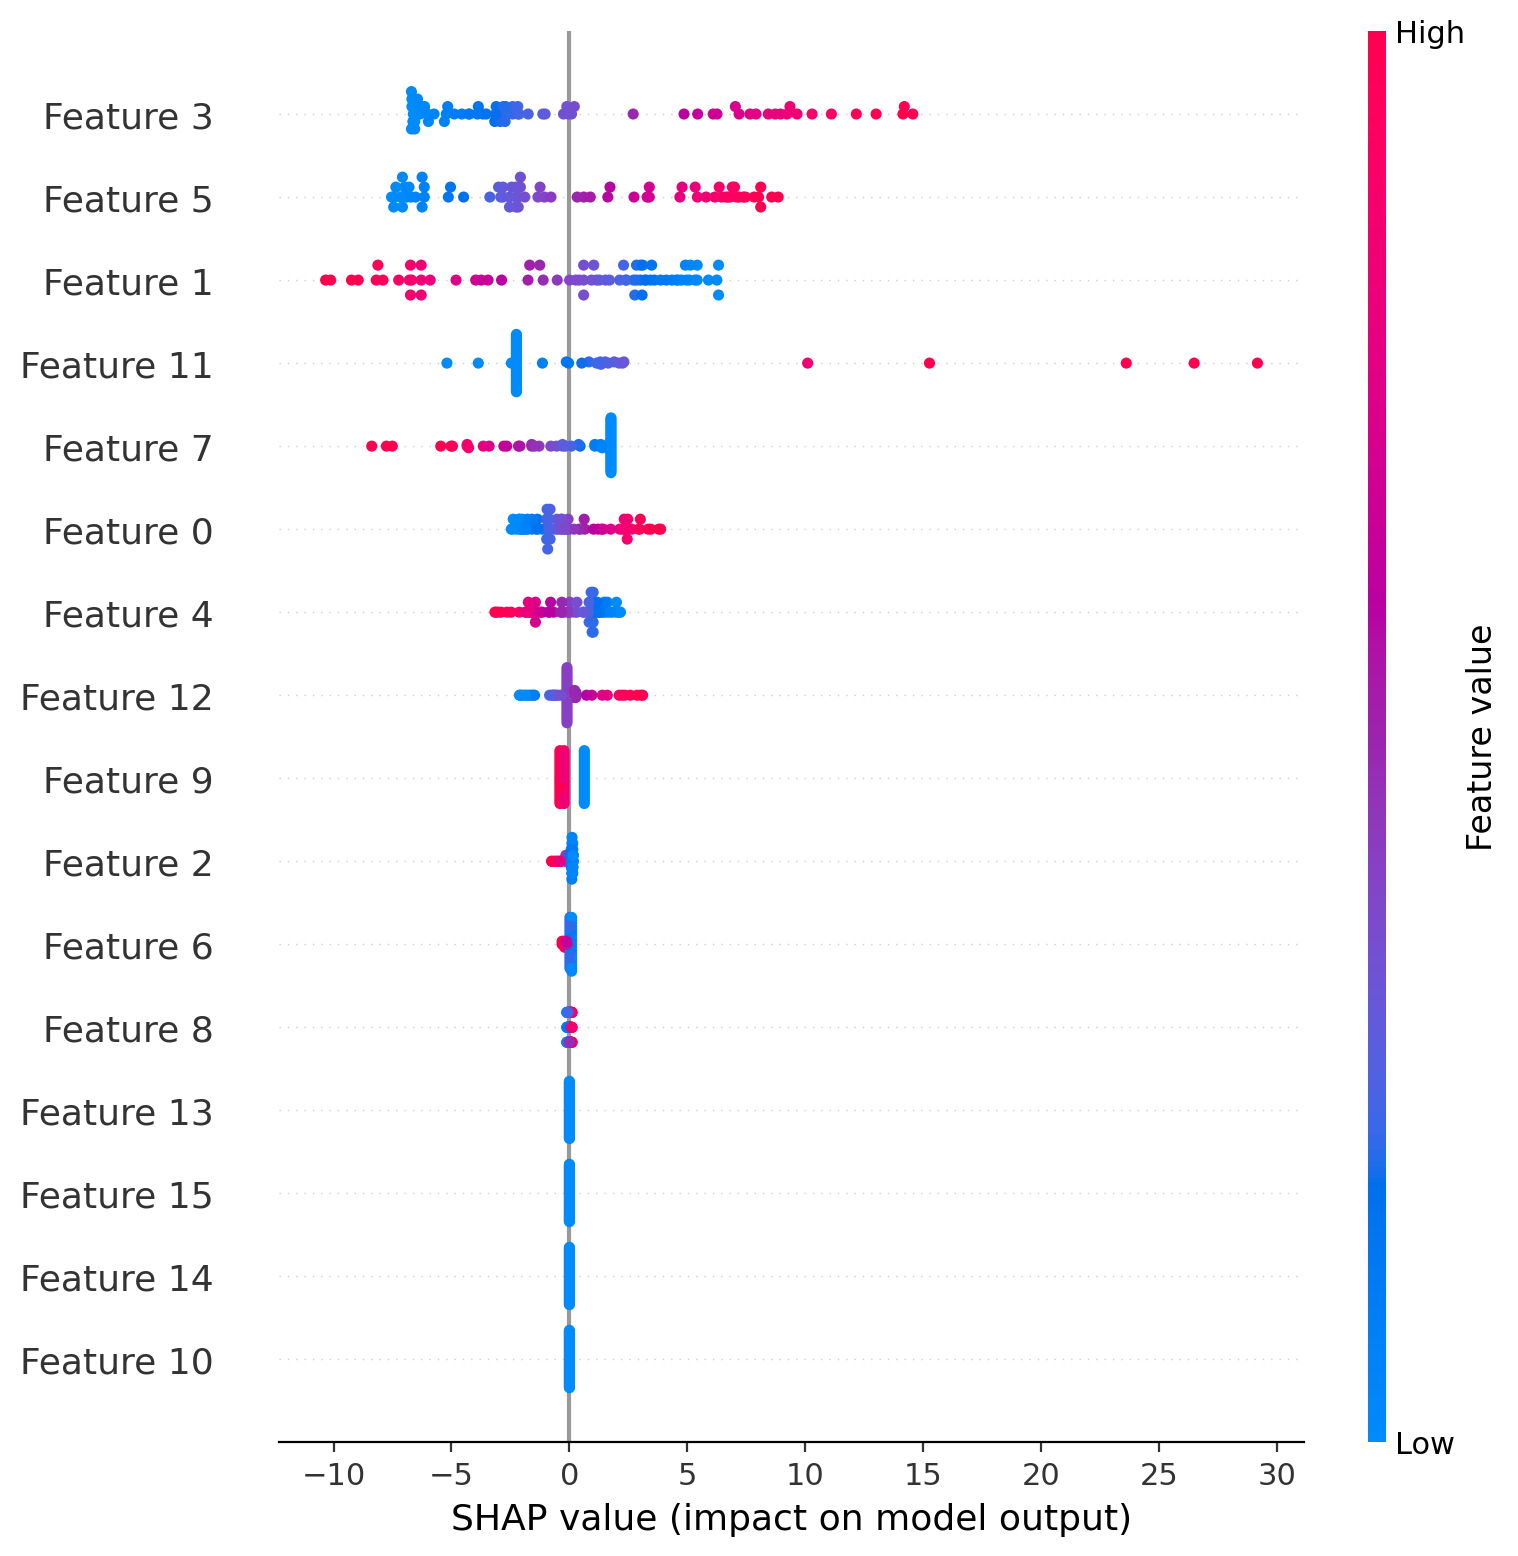 High
Feature 3
Feature 5
Feature 1
Feature 11
Feature 7
Feature 0
Feature 4
Feature 12
Feature 9
Feature 2
Feature 6
Feature 8
Feature 13
Feature 15
Feature 14
Feature 10
Feature value
Low
−10 −5 0 5 10 15 20 25 30
SHAP value (impact on model output)